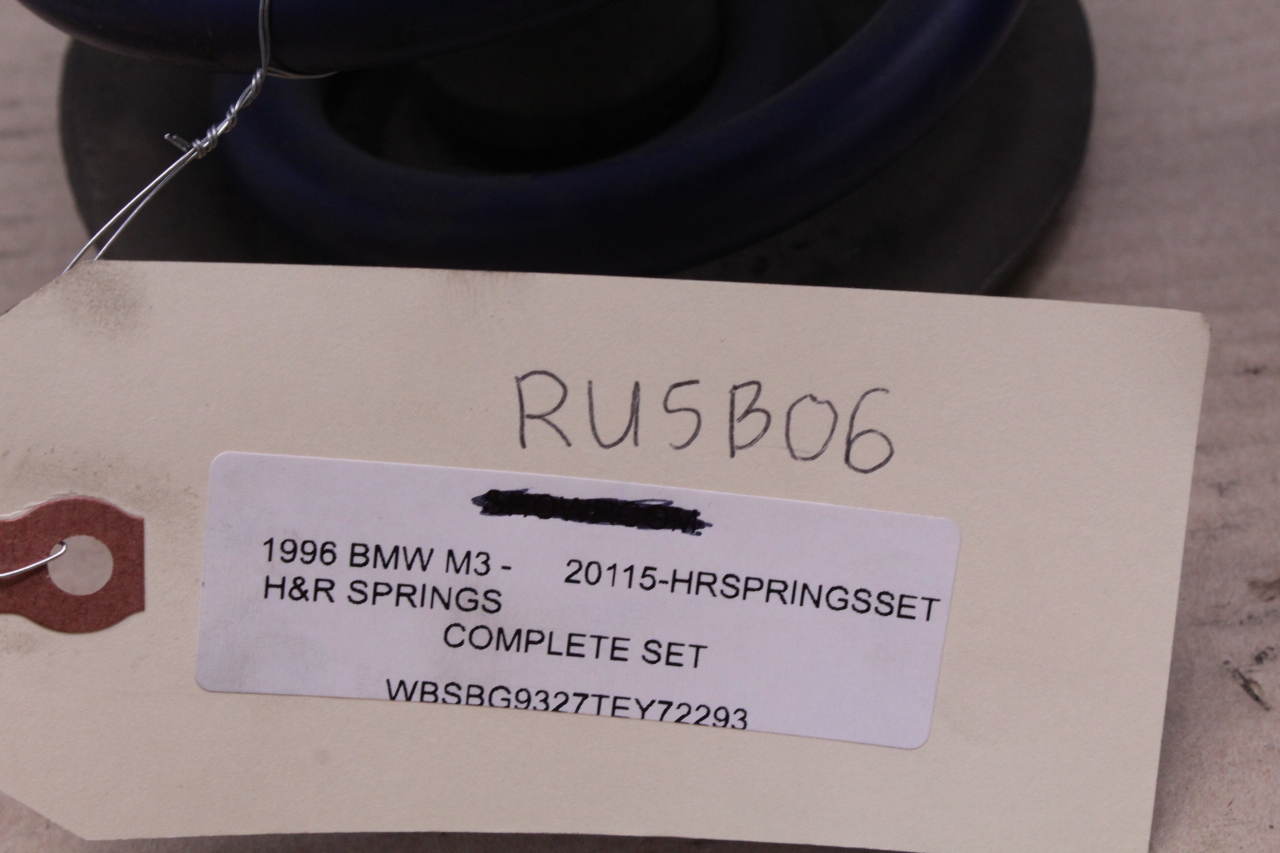 RU5B06
1996 BMW M3 - 20115-HRSPRINGSSET
H&R SPRINGS
COMPLETE SET
WBSBG9327TEY72293